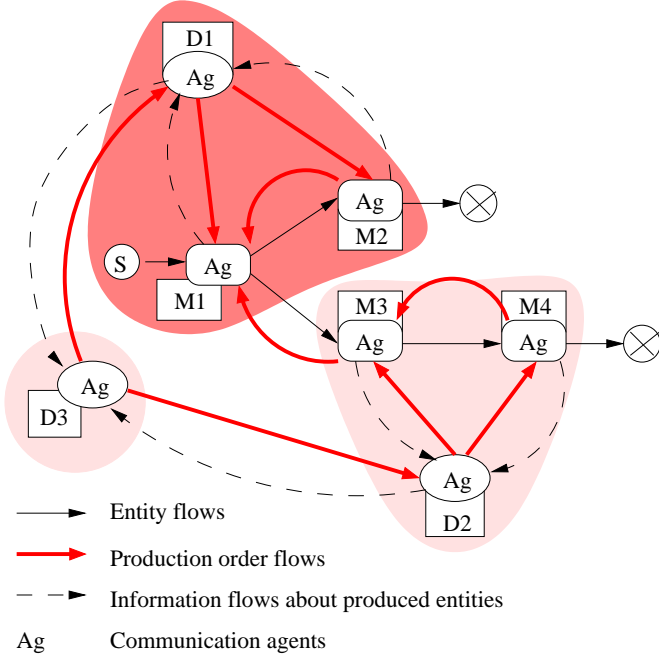 D1
Ag
Ag
M2
S
Ag
M1
M3
M4
Ag
Ag
Ag
D3
Ag
D2
Entity flows
Production order flows
Information flows about produced entities
Ag Communication agents